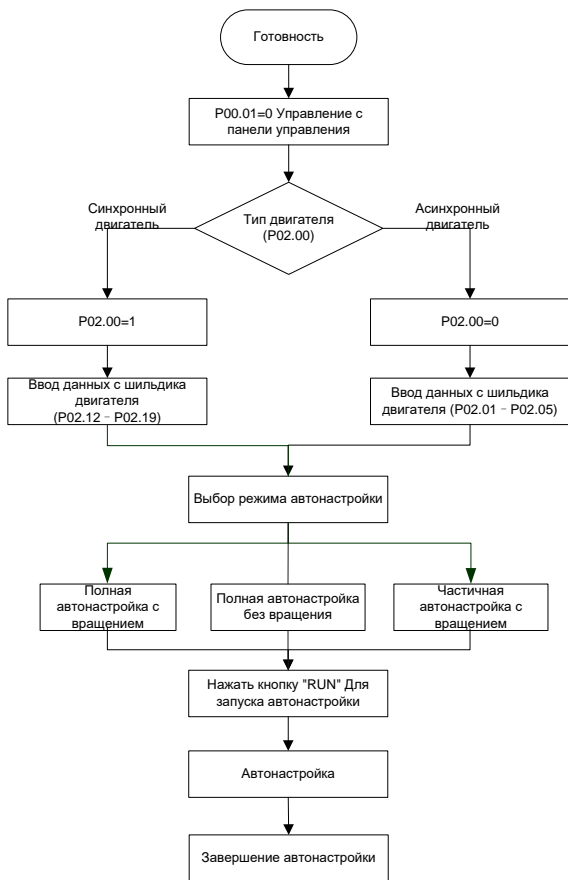 Готовность
P00.01=0 Управление с
панели управления
Синхронный
двигатель
Тип двигателя
(P02.00)
Асинхронный
двигатель
P02.00=1
P02.00=0
Ввод данных с шильдика
двигателя
(P02.12 - P02.19)
Ввод данных с шильдика
двигателя (P02.01 - P02.05)
Выбор режима автонастройки
Полная
автонастройка с
вращением
Полная автонастройка
без вращения
Частичная
автонастройка с
вращением
Нажать кнопку "RUN" Для
запуска автонастройки
Автонастройка
Завершение автонастройки